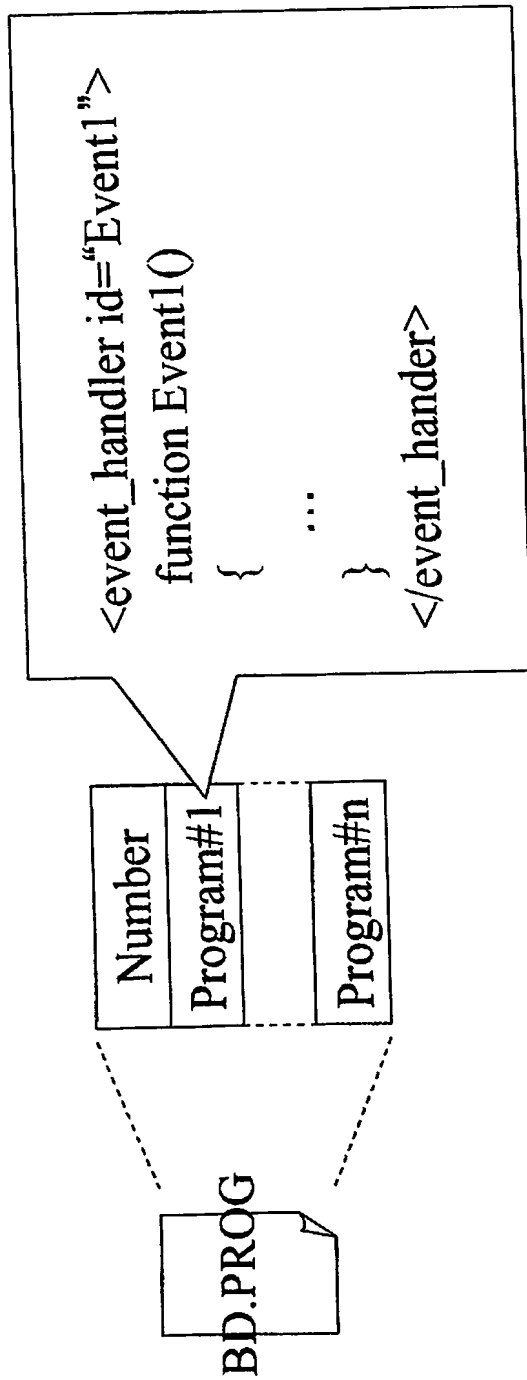 BD.PROG
Number
Program#1
Program#n
<event_handler id=“Event1”>
function Event1()
{
...
}
</event_hander>